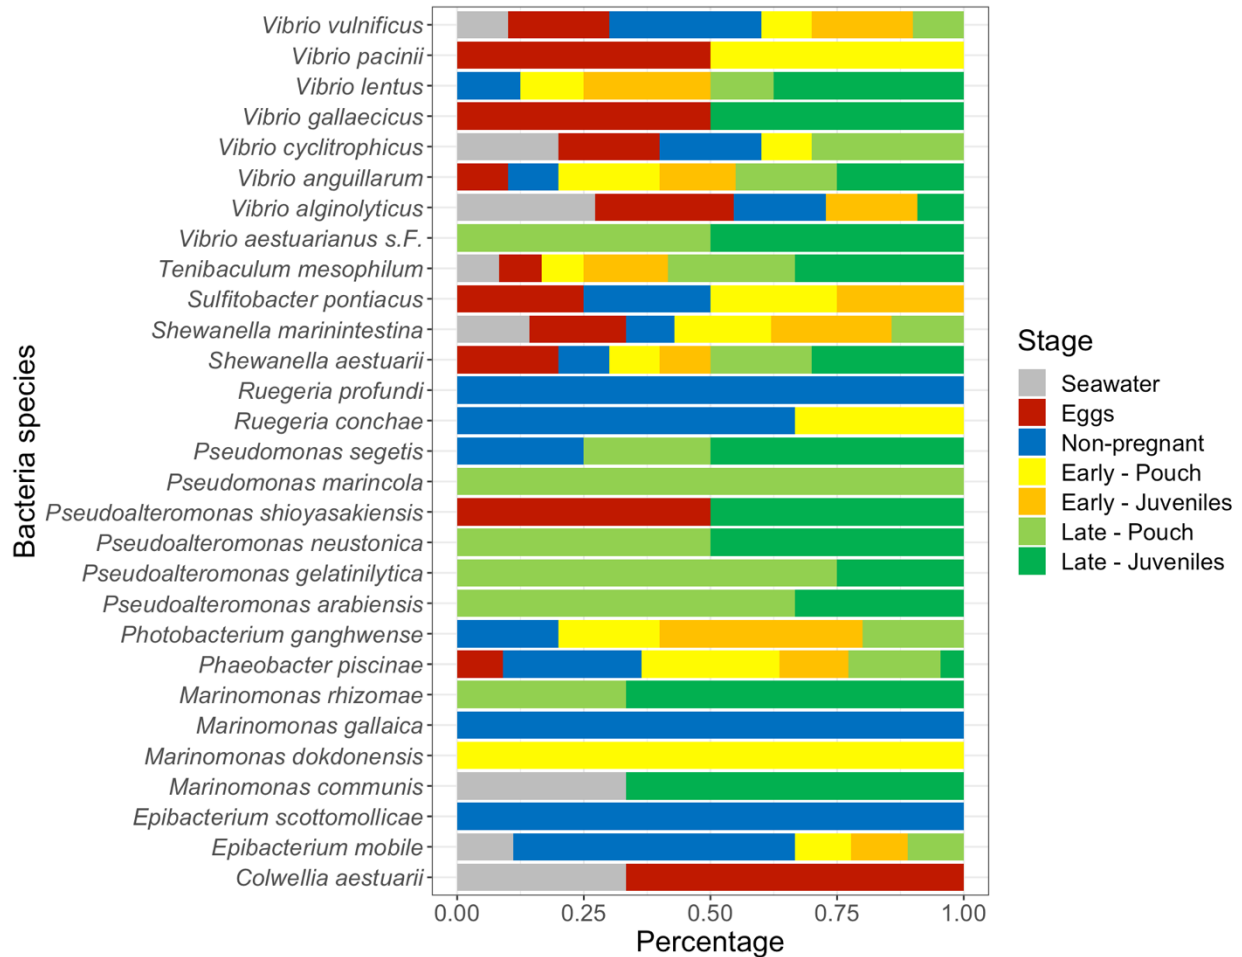 Vibrio vulnificus
Vibrio pacinii
Vibrio lentus
Vibrio gallaecicus
Vibrio cyclitrophicus
Vibrio anguillarum
Vibrio alginolyticus
Vibrio aestuarianus s.F.
Tenibaculum mesophilum
Sulfitobacter pontiacus
Shewanella marinintestina
Shewanella aestuarii
Ruegeria profundi
Ruegeria conchae
Pseudomonas segetis
Pseudomonas marincola
Pseudoalteromonas shioyasakiensis
Pseudoalteromonas neustonica
Pseudoalteromonas gelatinilytica
Pseudoalteromonas arabiensis
Photobacterium ganghwense
Phaeobacter piscinae
Marinomonas rhizomae
Marinomonas gallaica
Marinomonas dokdonensis
Marinomonas communis
Epibacterium scottomollicae
Epibacterium mobile
Colwellia aestuarii
Bacteria species
0.00 0.25 0.50 0.75 1.00
Percentage
Stage
Seawater
Eggs
Non-pregnant
Early - Pouch
Early - Juveniles
Late - Pouch
Late - Juveniles